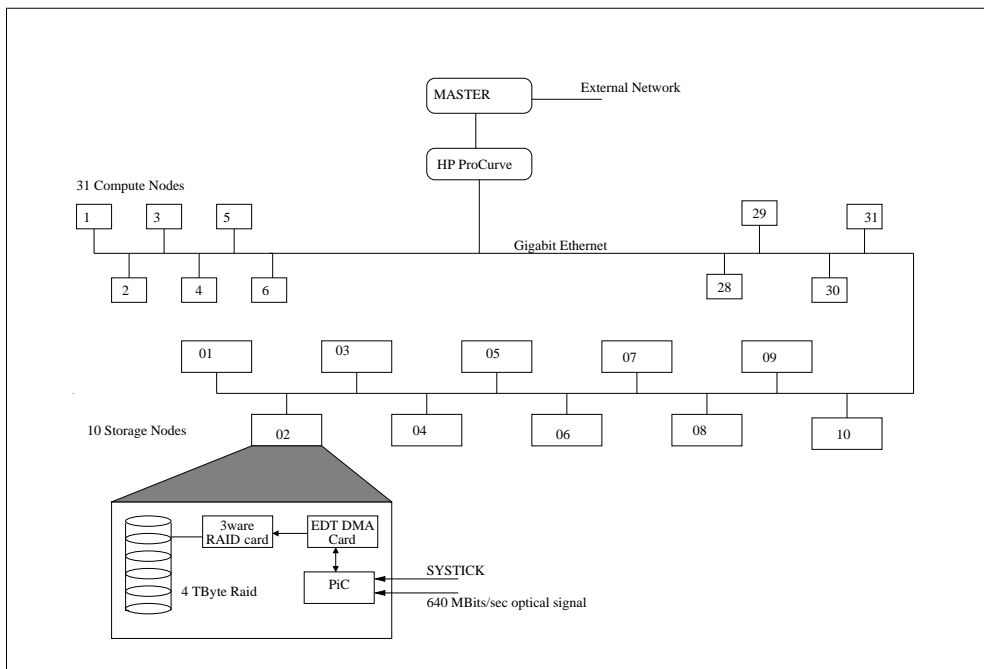 MASTER
External Network
HP ProCurve
31 Compute Nodes
1
3
5
29
31
Gigabit Ethernet
2
4
6
28
30
01
03
05
07
09
10 Storage Nodes
02
04
06
08
10
3ware
RAID card
EDT DMA
Card
4 TByte Raid
PiC
SYSTICK
640 MBits/sec optical signal